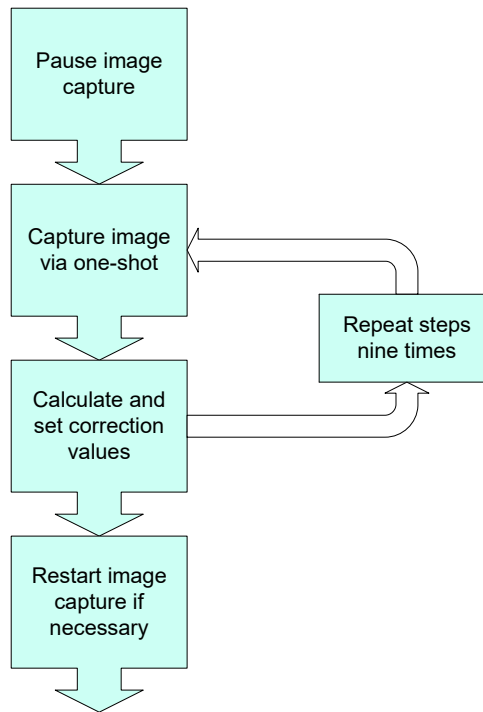 Pause image
capture
Capture image
via one-shot
Repeat steps
nine times
Calculate and
set correction
values
Restart image
capture if
necessary